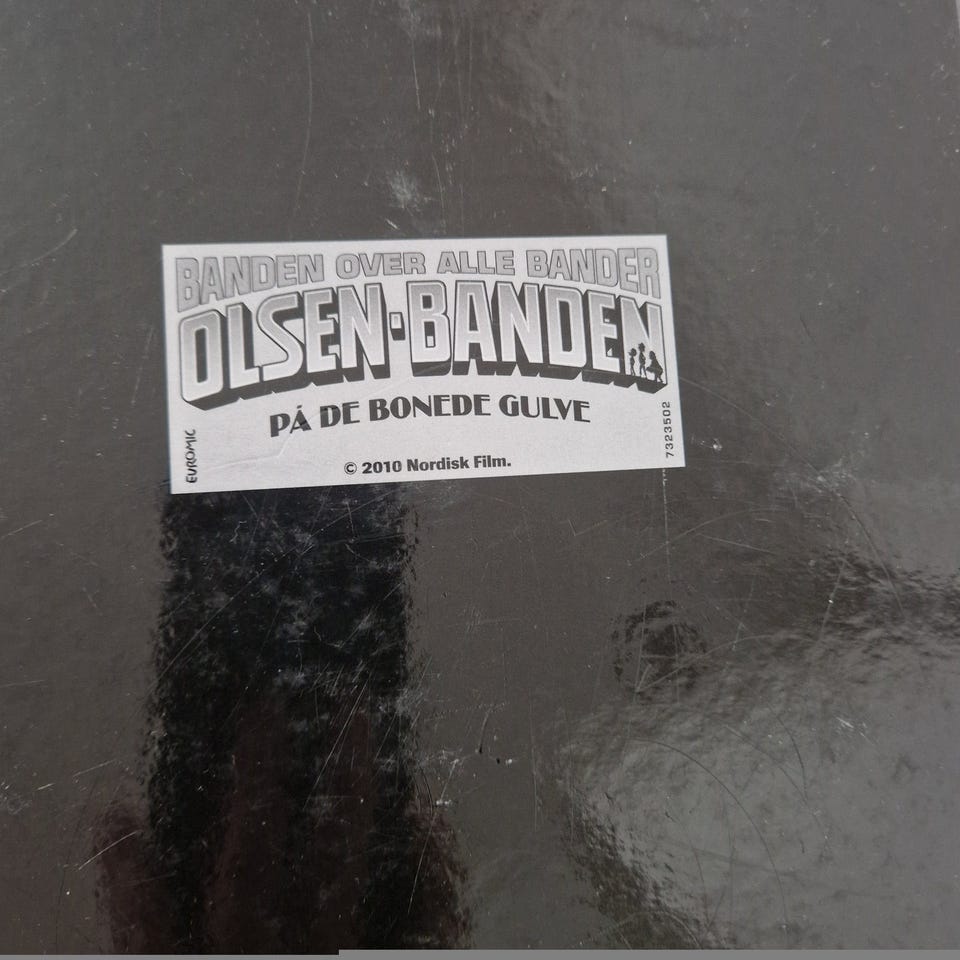 BANDEN OVER ALLE BANDER
OLSEN-BANDEN
PÅ DE BONEDE GULVE
EUROMIC
© 2010 Nordisk Film.
7323502